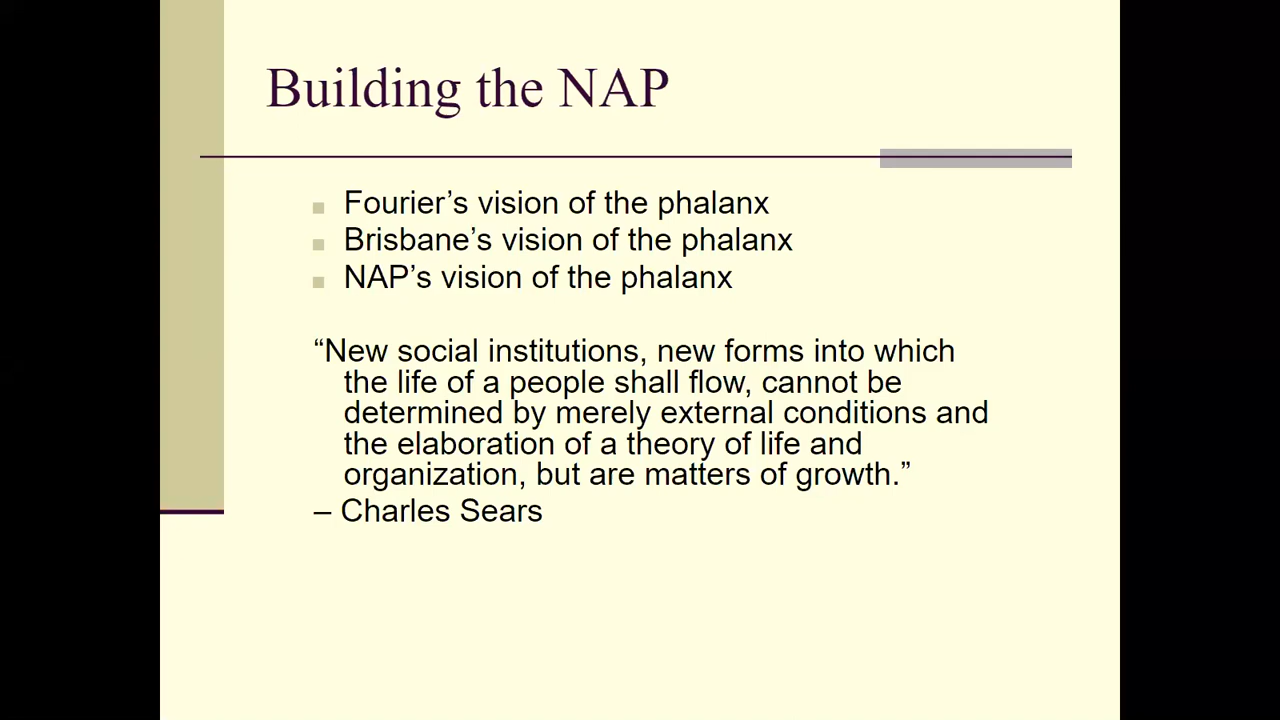 Building the NAP
Fourier’s vision of the phalanx
Brisbane’s vision of the phalanx
NAP’s vision of the phalanx
“New social institutions, new forms into which
the life of a people shall flow, cannot be
determined by merely external conditions and
the elaboration of a theory of life and
organization, but are matters of growth.”
– Charles Sears